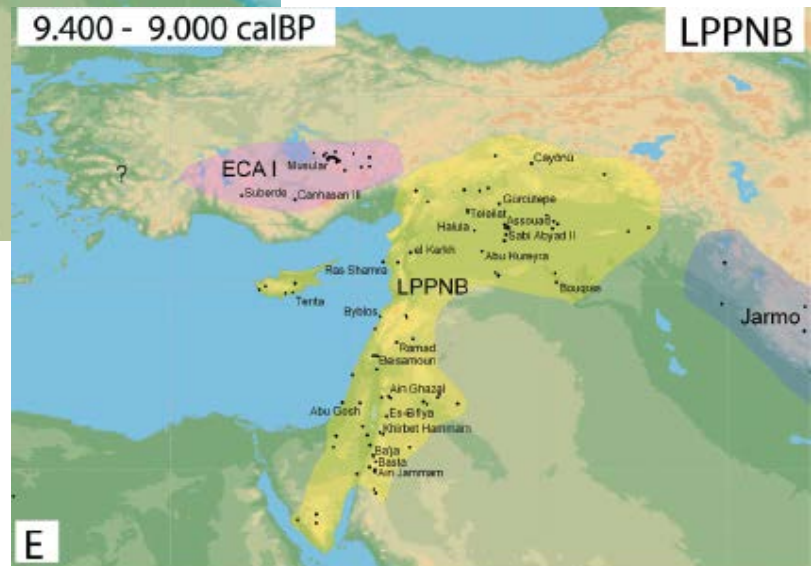 9.400 - 9.000 calBP
LPPNB
ECA I
Musular
Cayönü
?
Suberde
Canhasan III
Gürcütepe
Teleilat
Assouad
Halula
Sabi Abyad II
el Karkh
Abu Hureyra
Ras Shamra
LPPNB
Bouqras
Tenta
Byblos
Jarmo
Ramad
Beisamoun
Ain Ghazal
Abu Gosh
Es-Sifiya
Khirbet Hammam
Ba'ja
Basta
Ain Jammam
E